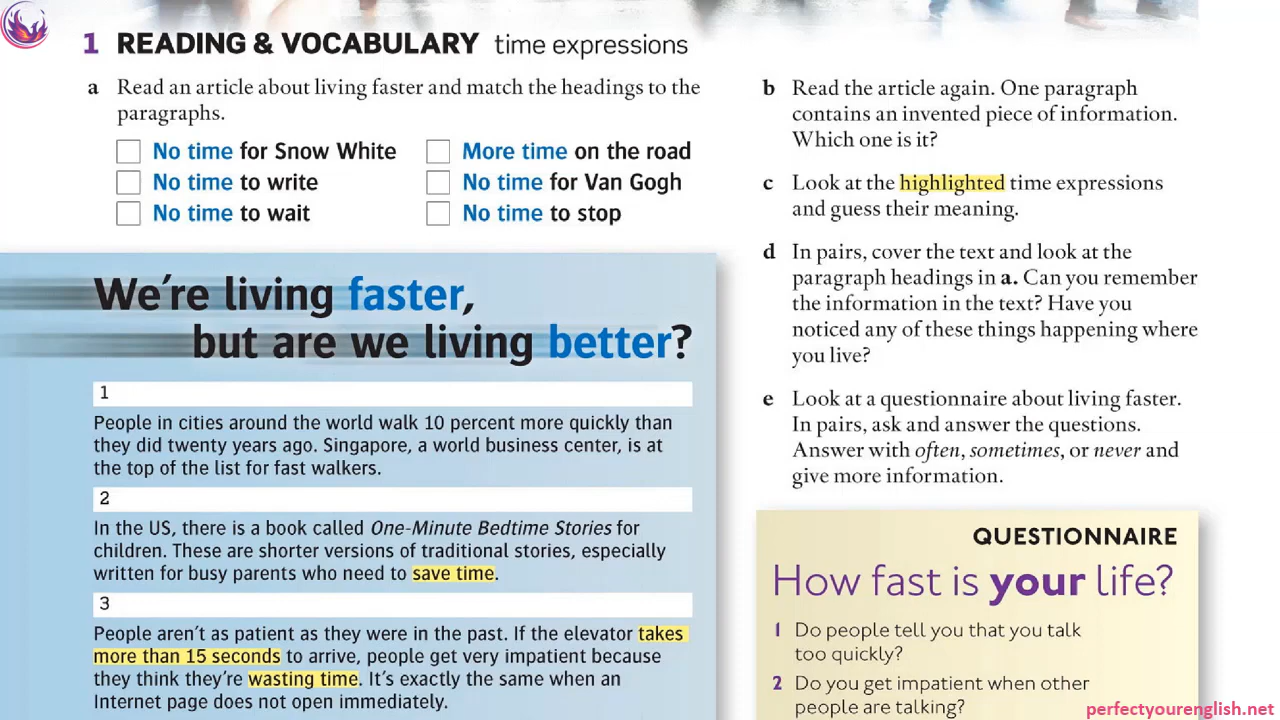 1 READING & VOCABULARY time expressions
a Read an article about living faster and match the headings to the
paragraphs.
No time for Snow White
More time on the road
No time to write
No time for Van Gogh
No time to wait
No time to stop
We're living faster,
but are we living better?
1
People in cities around the world walk 10 percent more quickly than
they did twenty years ago. Singapore, a world business center, is at
the top of the list for fast walkers.
2
In the US, there is a book called One-Minute Bedtime Stories for
children. These are shorter versions of traditional stories, especially
written for busy parents who need to save time.
3
People aren't as patient as they were in the past. If the elevator takes
more than 15 seconds to arrive, people get very impatient because
they think they're wasting time. It's exactly the same when an
Internet page does not open immediately.
b Read the article again. One paragraph
contains an invented piece of information.
Which one is it?
c Look at the highlighted time expressions
and guess their meaning.
d In pairs, cover the text and look at the
paragraph headings in a. Can you remember
the information in the text? Have you
noticed any of these things happening where
you live?
e Look at a questionnaire about living faster.
In pairs, ask and answer the questions.
Answer with often, sometimes, or never and
give more information.
QUESTIONNAIRE
How fast is your life?
1 Do people tell you that you talk
too quickly?
2 Do you get impatient when other
people are talking?
perfectyourenglish.net